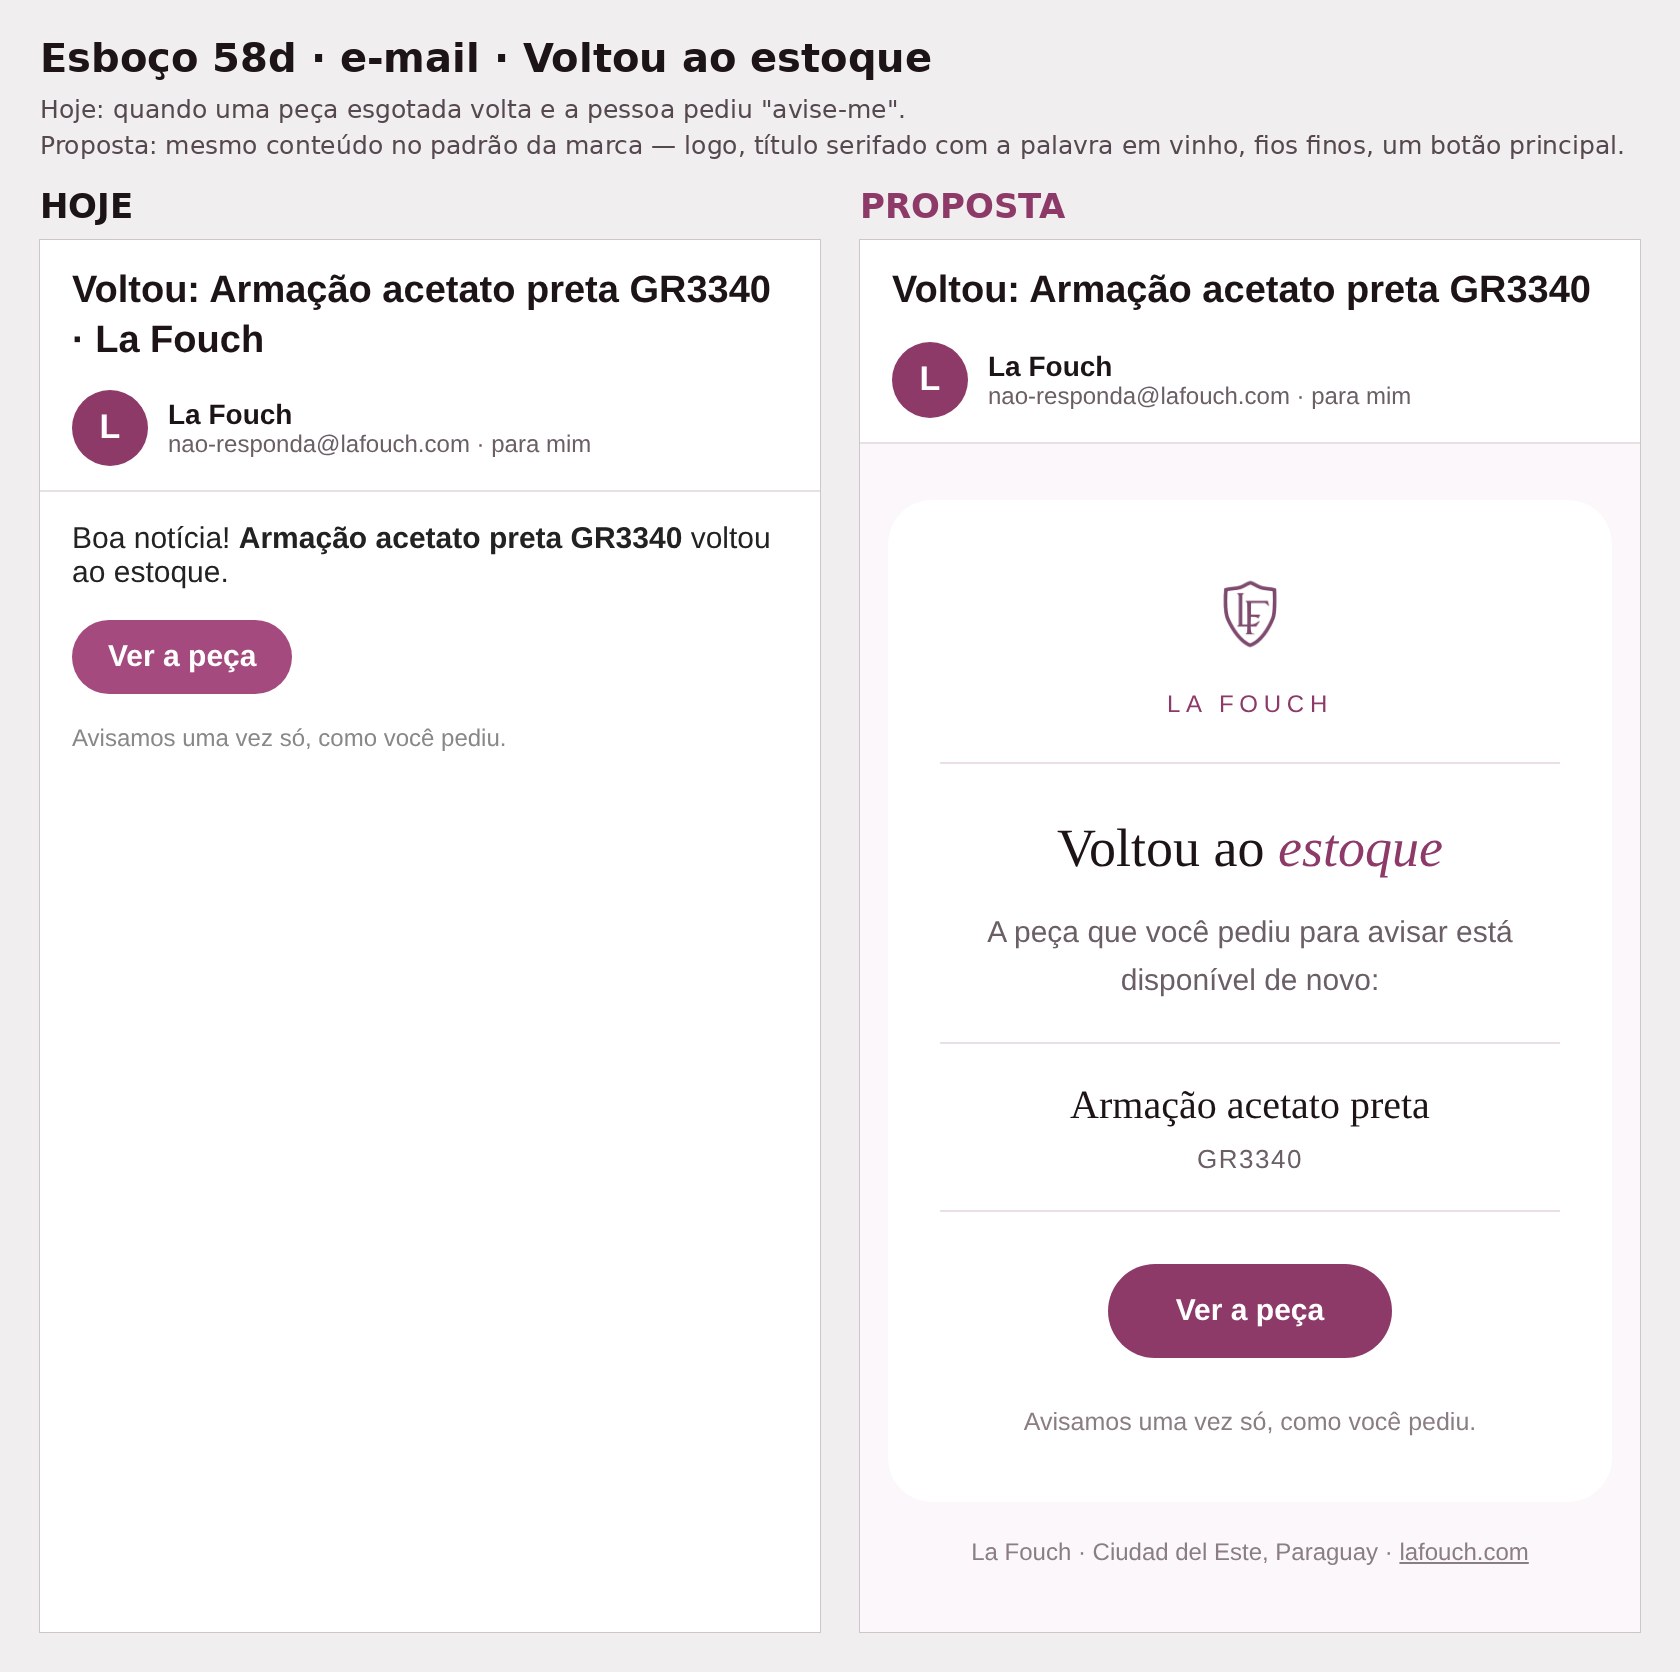 Esboço 58d · e-mail · Voltou ao estoque
Hoje: quando uma peça esgotada volta e a pessoa pediu "avise-me".
Proposta: mesmo conteúdo no padrão da marca — logo, título serifado com a palavra em vinho, fios finos, um botão principal.
HOJE
Voltou: Armação acetato preta GR3340
· La Fouch
L
La Fouch
nao-responda@lafouch.com · para mim
Boa notícia! Armação acetato preta GR3340 voltou
ao estoque.
Ver a peça
Avisamos uma vez só, como você pediu.
PROPOSTA
Voltou: Armação acetato preta GR3340
L
La Fouch
nao-responda@lafouch.com · para mim
LF
LA FOUCH
Voltou ao estoque
A peça que você pediu para avisar está
disponível de novo:
Armação acetato preta
GR3340
Ver a peça
Avisamos uma vez só, como você pediu.
La Fouch · Ciudad del Este, Paraguay · lafouch.com